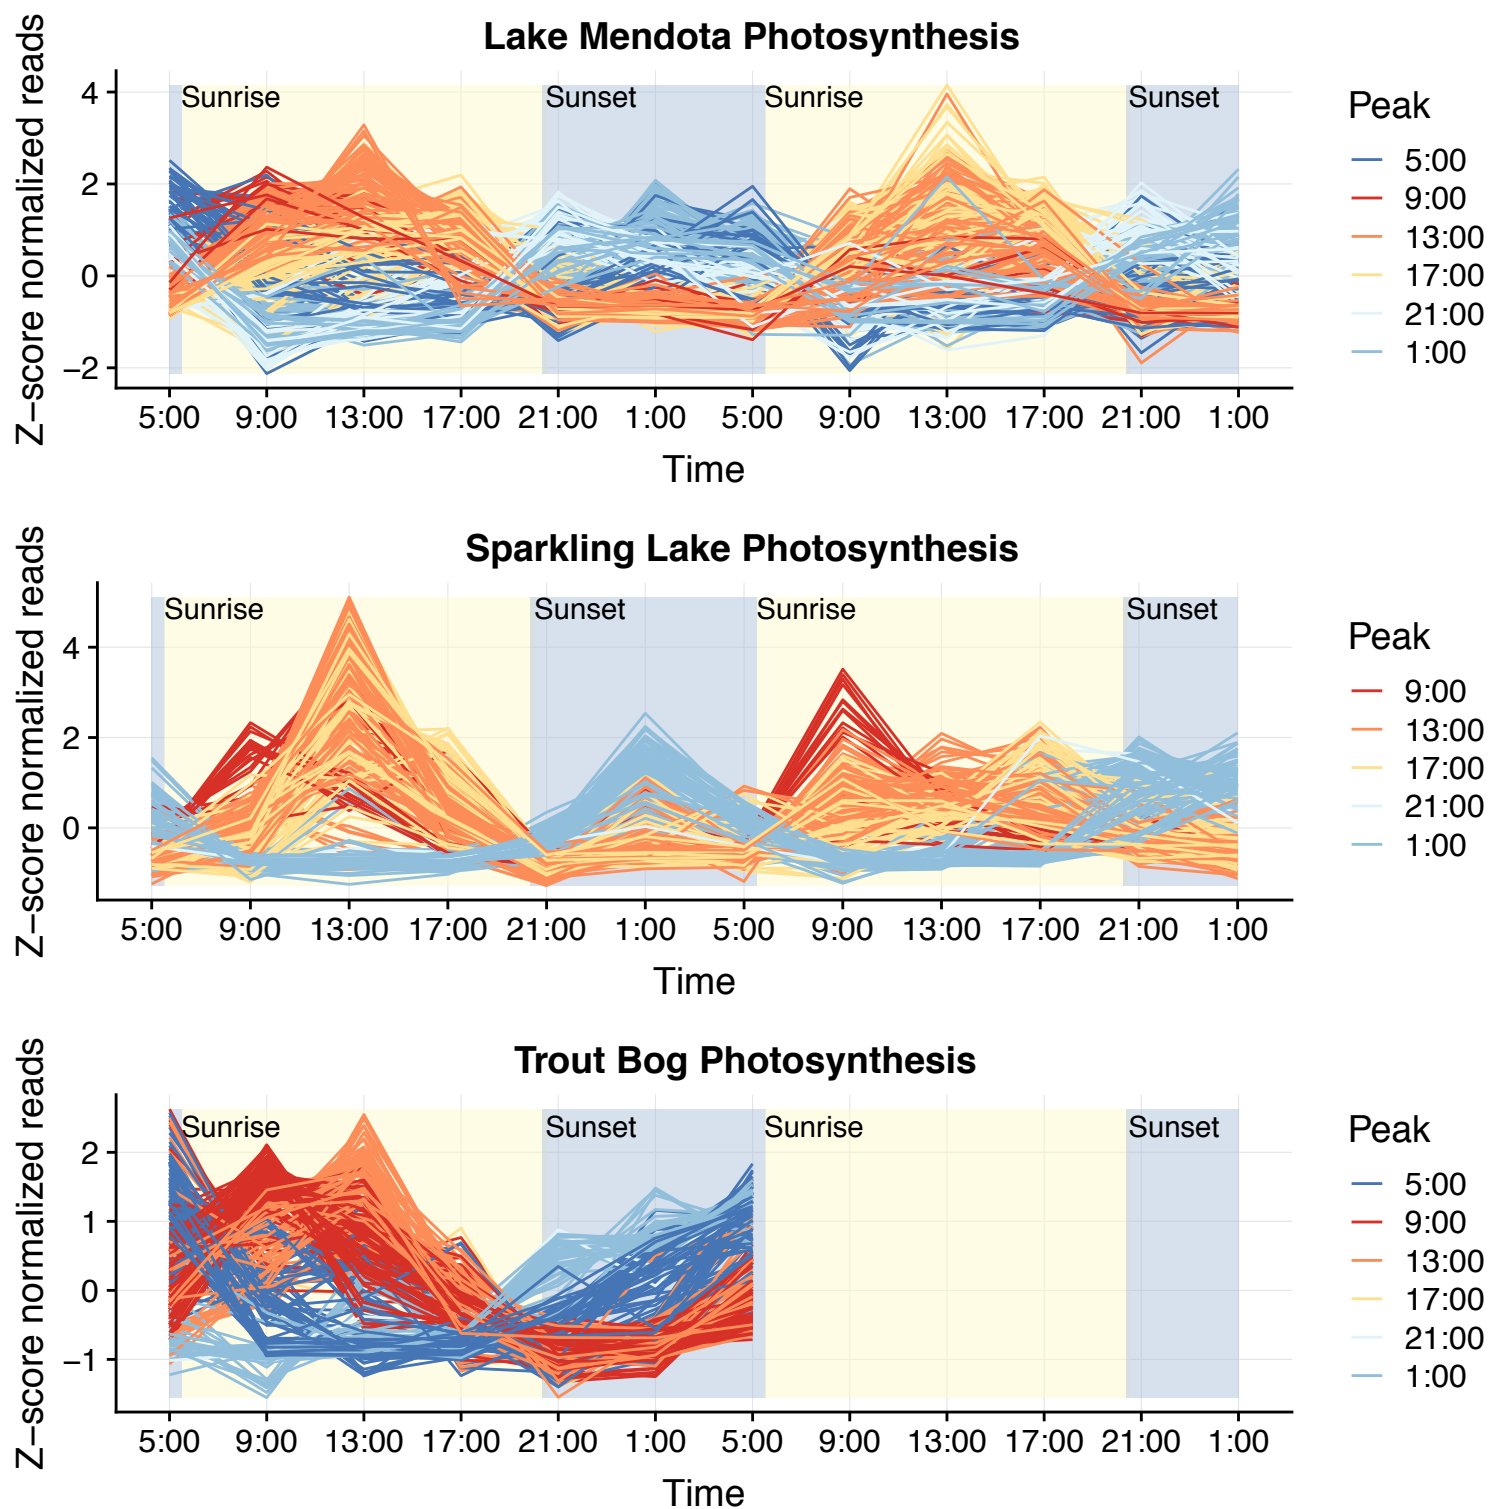 Lake Mendota Photosynthesis
Z−score normalized reads
4
2
0
−2
Sunrise
Sunset
Sunrise
Sunset
5:00 9:00 13:00 17:00 21:00 1:00 5:00 9:00 13:00 17:00 21:00 1:00
Time
Peak
5:00
9:00
13:00
17:00
21:00
1:00
Sparkling Lake Photosynthesis
Z−score normalized reads
4
2
0
Sunrise
Sunset
Sunrise
Sunset
5:00 9:00 13:00 17:00 21:00 1:00 5:00 9:00 13:00 17:00 21:00 1:00
Time
Peak
9:00
13:00
17:00
21:00
1:00
Trout Bog Photosynthesis
Z−score normalized reads
2
1
0
−1
Sunrise
Sunset
Sunrise
Sunset
5:00 9:00 13:00 17:00 21:00 1:00 5:00 9:00 13:00 17:00 21:00 1:00
Time
Peak
5:00
9:00
13:00
17:00
21:00
1:00